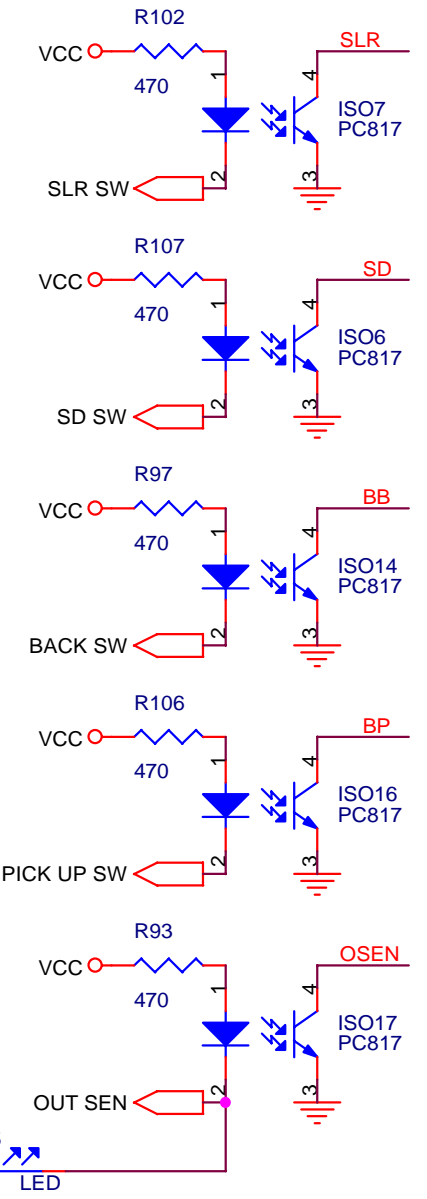 R102
SLR
VCC
470
1
4
ISO7
PC817
SLR SW
2
3
R107
SD
VCC
470
1
4
ISO6
PC817
SD SW
2
3
R97
BB
VCC
470
1
4
ISO14
PC817
BACK SW
2
3
R106
BP
VCC
470
1
4
ISO16
PC817
PICK UP SW
2
3
R93
OSEN
VCC
470
1
4
ISO17
PC817
OUT SEN
2
3
LED